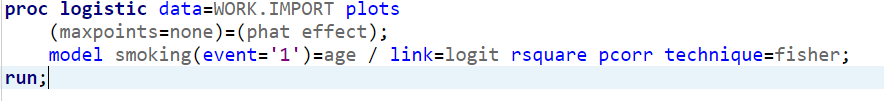 proc logistic data=WORK.IMPORT plots
(maxpoints=none)=(phat effect);
model smoking(event='1')=age / link=logit rsquare pcorr technique=fisher;
run;